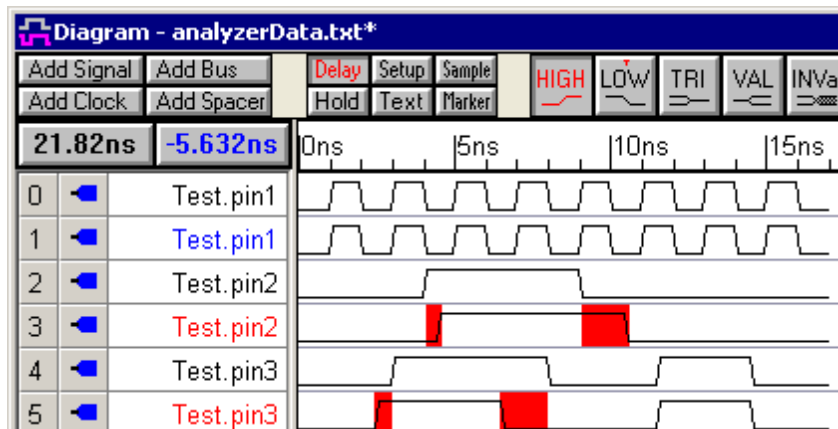 Diagram - analyzerData.txt*
Add Signal Add Bus Delay Setup Sample HIGH LOW TRI VAL INVa
Add Clock Add Spacer Hold Text Marker
21.82ns -5.632ns 0ns 5ns 10ns 15ns
0 Test.pin1
1 Test.pin1
2 Test.pin2
3 Test.pin2
4 Test.pin3
5 Test.pin3